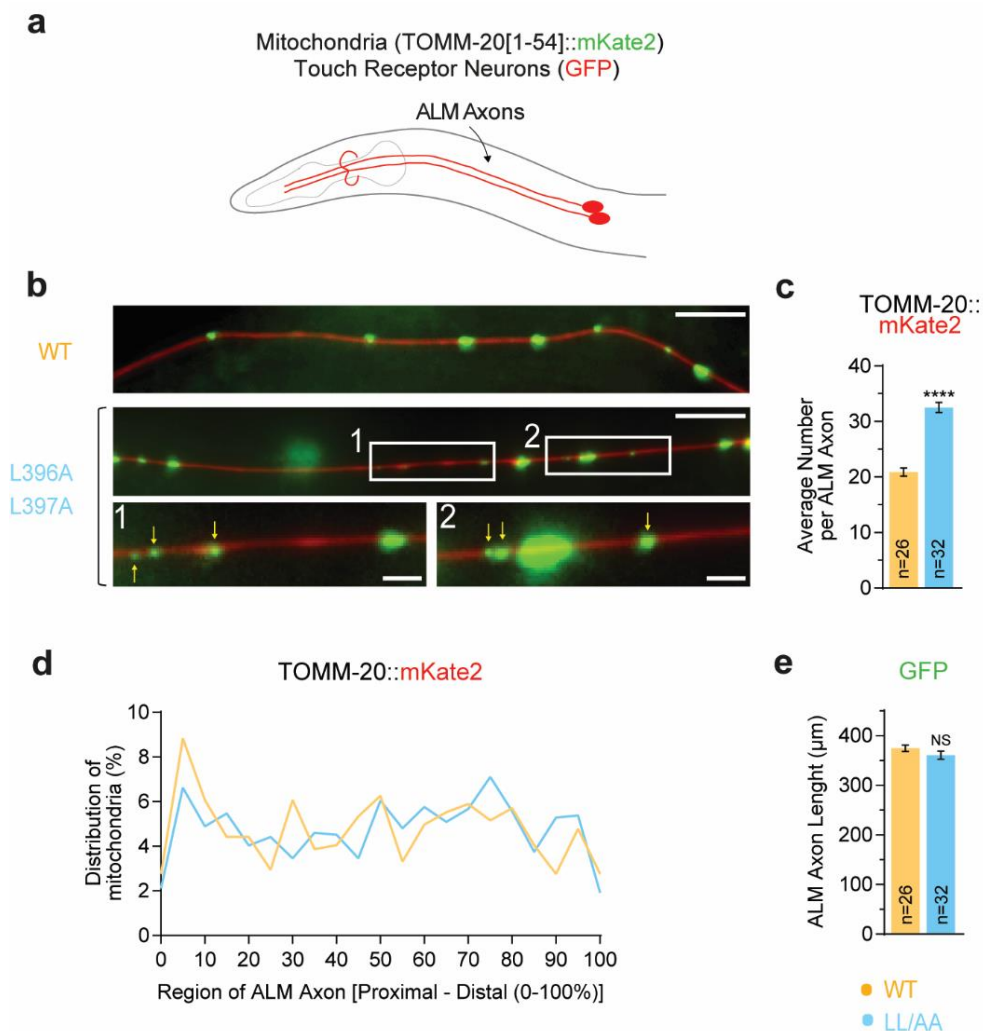 a
Mitochondria (TOMM-20[1-54]::mKate2)
Touch Receptor Neurons (GFP)
ALM Axons
b
WT
L396A
L397A
1
2
1
2
c
TOMM-20::
mKate2
Average Number
per ALM Axon
40
30
20
10
0
****
n=26
n=32
d
TOMM-20::mKate2
Distribution of
mitochondria (%)
10
8
6
4
2
0
0 10 20 30 40 50 60 70 80 90 100
Region of ALM Axon [Proximal - Distal (0-100%)]
e
GFP
ALM Axon Lenght (µm)
400
300
200
100
0
NS
n=26
n=32
WT
LL/AA